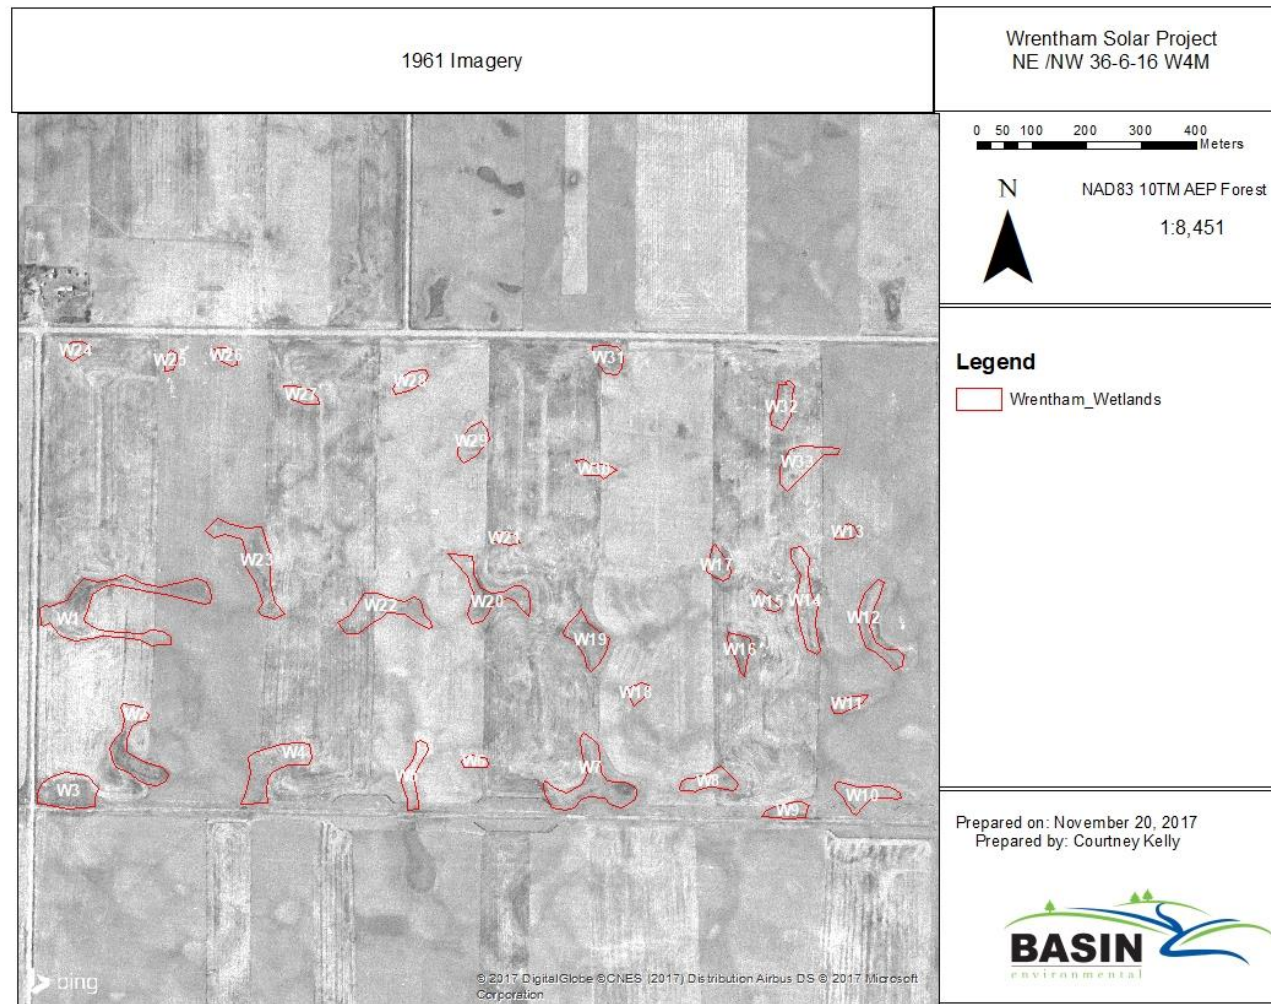 1961 Imagery
Wrentham Solar Project
NE /NW 36-6-16 W4M
0 50 100 200 300 400
Meters
N
NAD83 10TM AEP Forest
1:8,451
Legend
Wrentham_Wetlands
W24
W25
W26
W27
W28
W31
W32
W29
W30
W33
W21
W13
W23
W17
W1
W22
W20
W15
W14
W12
W19
W16
W18
W2
W11
W4
W7
W3
W8
W10
W9
Prepared on: November 20, 2017
Prepared by: Courtney Kelly
BASIN
environmental
bing
© 2017 DigitalGlobe ©CNES (2017) Distribution Airbus DS © 2017 Microsoft
Corporation